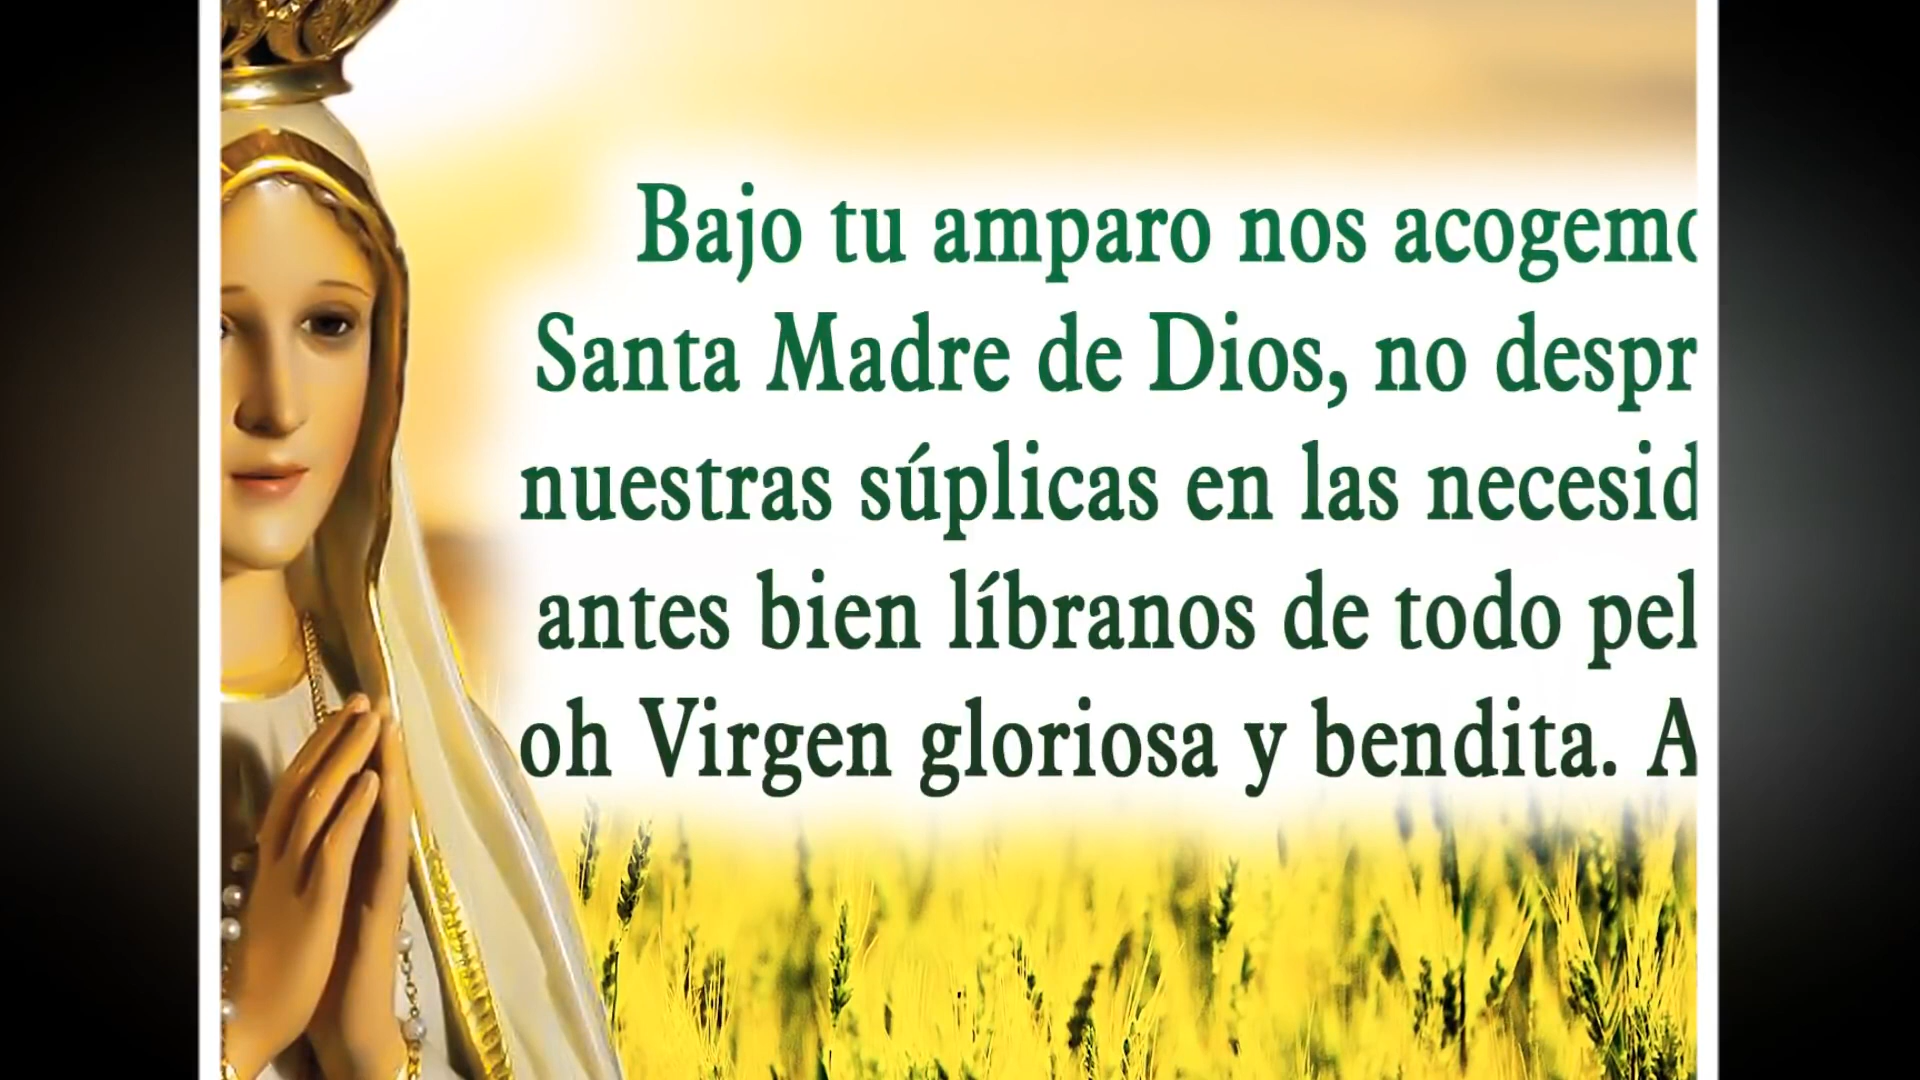 Bajo tu amparo nos acogemo
Santa Madre de Dios, no despr
nuestras súplicas en las necesid
antes bien líbranos de todo pel
oh Virgen gloriosa y bendita. A